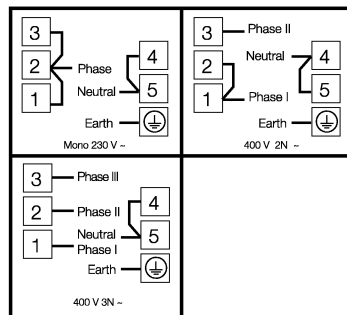 3
2
1
Phase
Neutral
4
5
Earth
Mono 230 V ~
3
2
1
Phase II
Neutral
4
5
Phase I
Earth
400 V 2N ~
3
2
1
Phase III
Phase II
Neutral
Phase I
4
5
Earth
400 V 3N ~